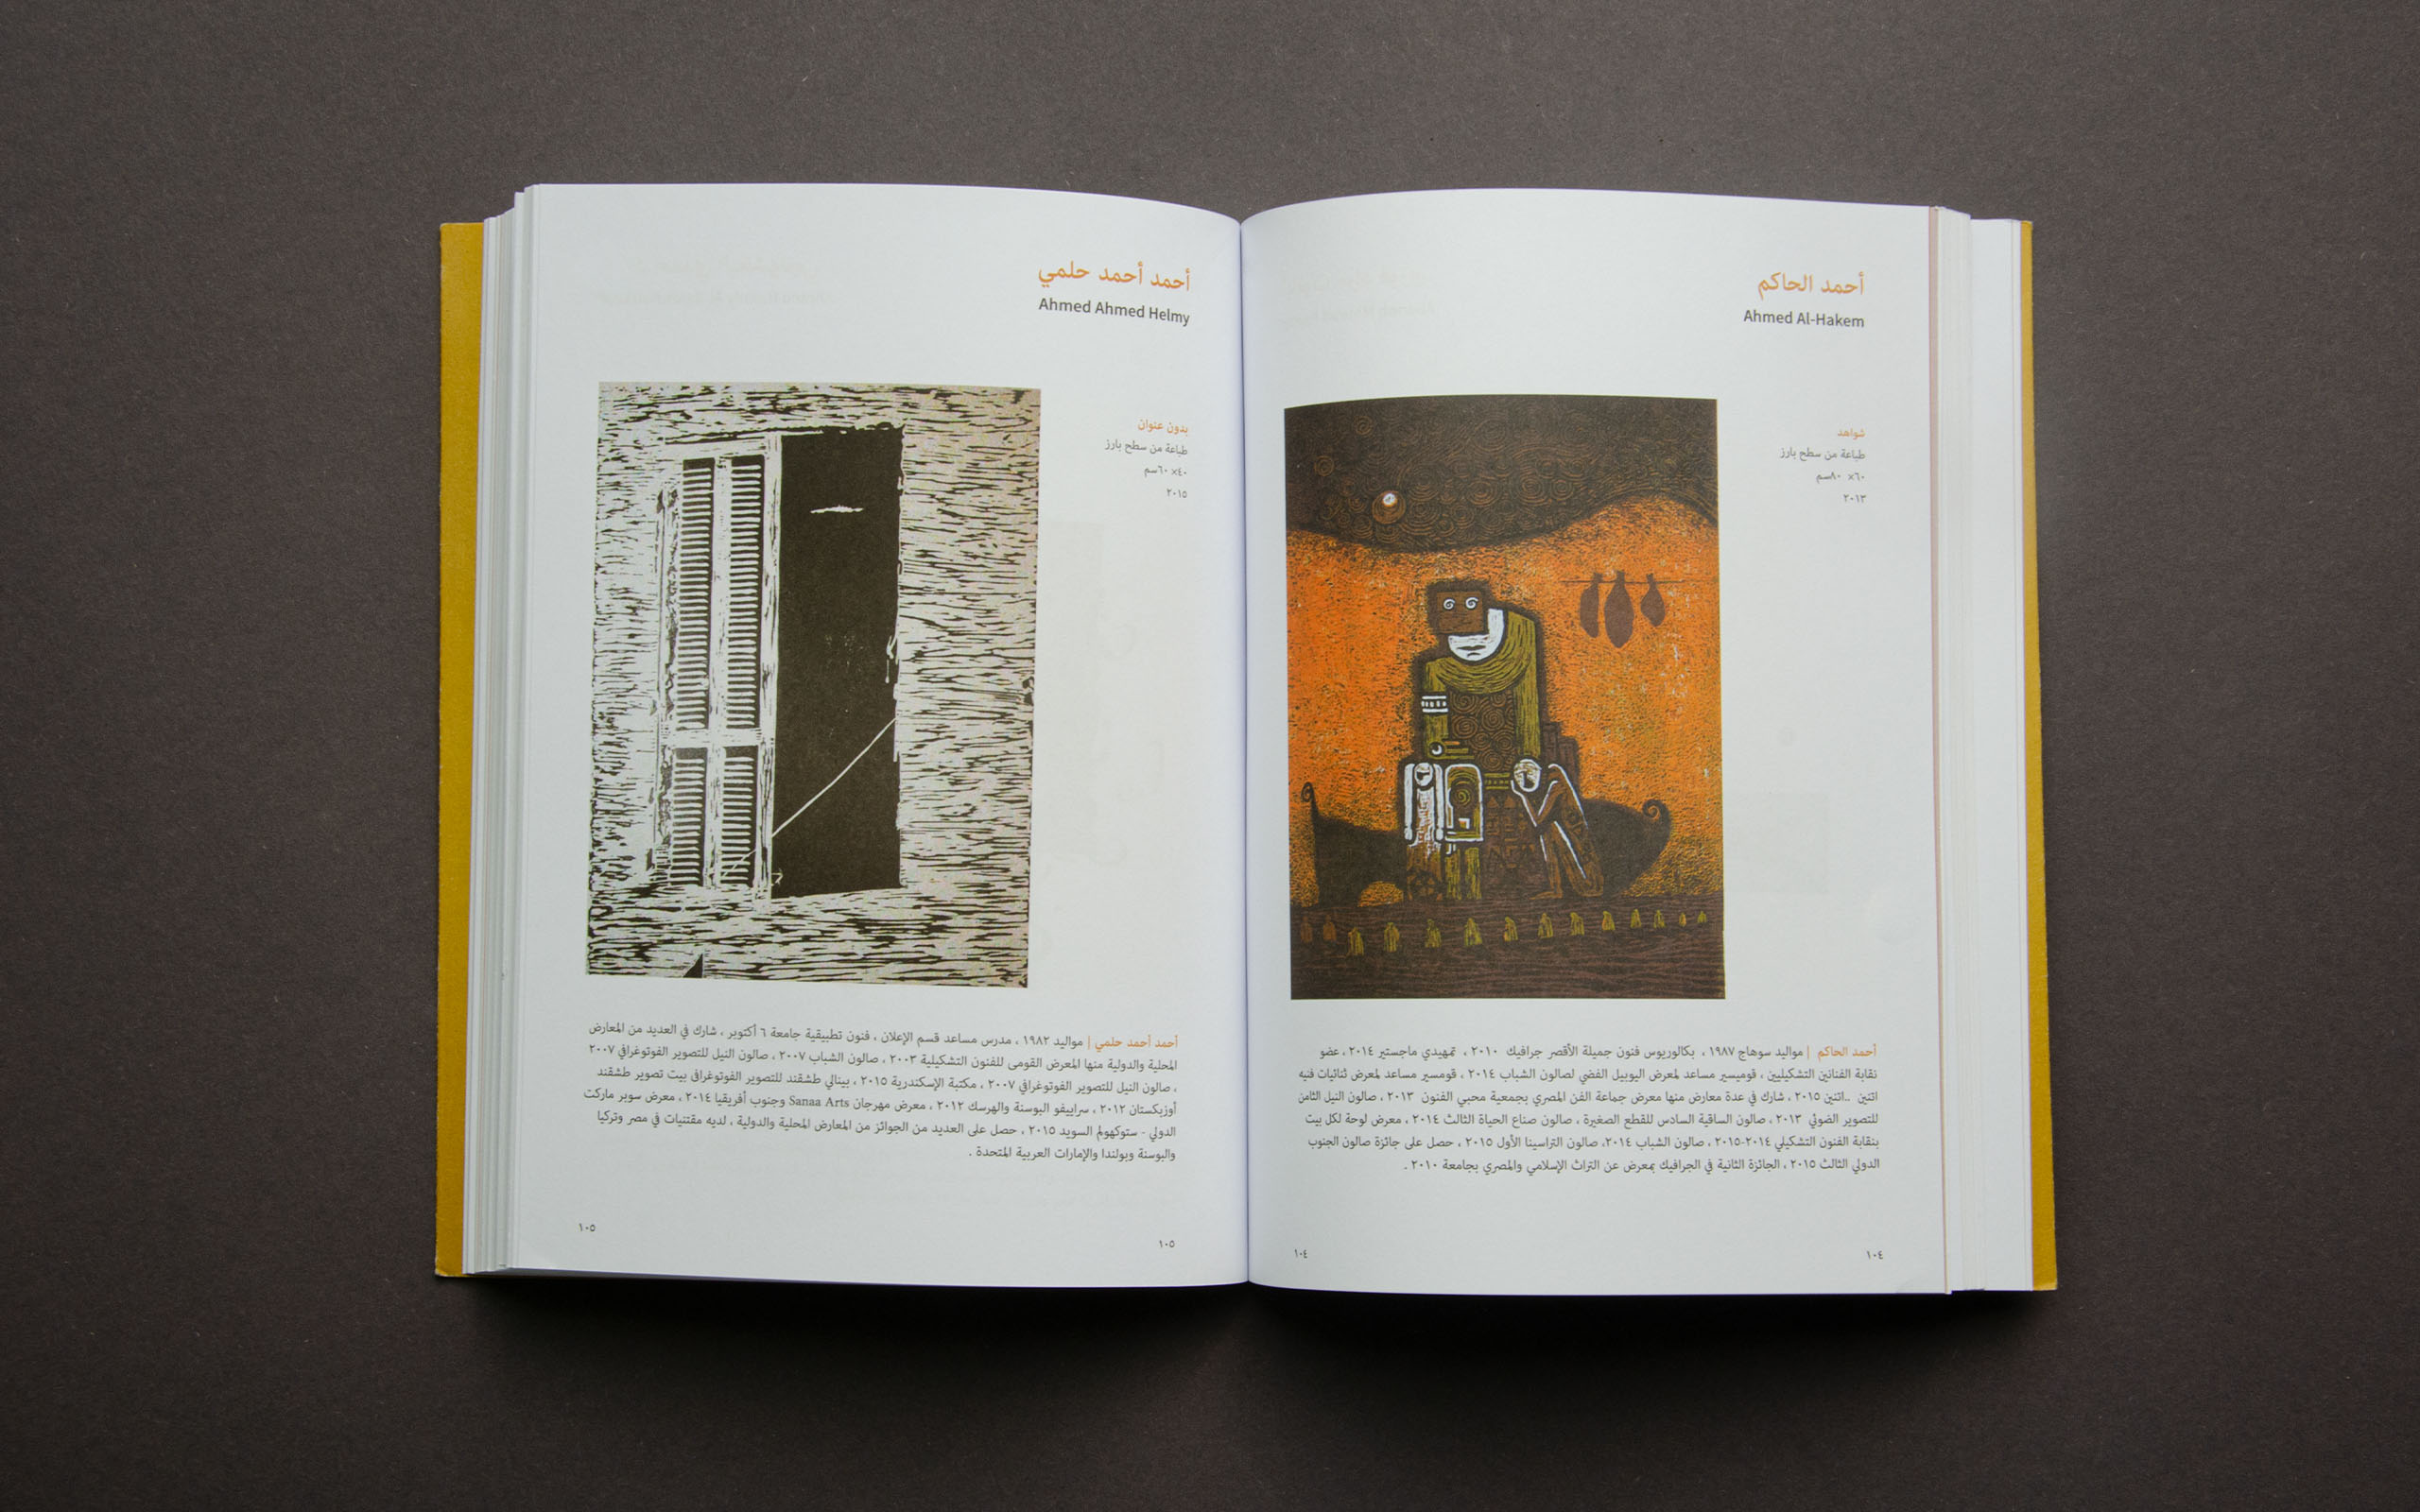 أحمد الحاكم
Ahmed Al-Hakem
شواهد
طباعة من سطح بارز
٦٠× ٨٠سم
٢٠١٣
أحمد الحاكم | مواليد سوهاج ١٩٨٧ ، بكالوريوس فنون جميلة الأقصر جرافيك ٢٠١٠ ، تمهيدي ماجستير ٢٠١٤ ، عضو
نقابة الفنانين التشكيليين ، قوميسير مساعد لمعرض اليوبيل الفضي لصالون الشباب ٢٠١٤ ، قومسير مساعد لمعرض ثنائيات فنيه
اتنين ..اتنين ٢٠١٥ ، شارك في عدة معارض منها معرض جماعة الفن المصري بجمعية محبي الفنون ٢٠١٣ ، صالون النيل الثامن
للتصوير الضوئي ٢٠١٣ ، صالون الساقية السادس للقطع الصغيرة ، صالون صناع الحياة الثالث ٢٠١٤ ، معرض لوحة لكل بيت
بنقابة الفنون التشكيلي ٢٠١٤-٢٠١٥ ، صالون الشباب ٢٠١٤، صالون التراسينا الأول ٢٠١٥ ، حصل على جائزة صالون الجنوب
الدولي الثالث ٢٠١٥ ، الجائزة الثانية في الجرافيك بمعرض عن التراث الإسلامي والمصري بجامعة ٢٠١٠ .
١٠٤
١٠٤
أحمد أحمد حلمي
Ahmed Ahmed Helmy
بدون عنوان
طباعة من سطح بارز
٤٠× ٦٠سم
٢٠١٥
أحمد أحمد حلمي | مواليد ١٩٨٢ ، مدرس مساعد قسم الإعلان ، فنون تطبيقية جامعة ٦ أكتوبر ، شارك في العديد من المعارض
المحلية والدولية منها المعرض القومى للفنون التشكيلية ٢٠٠٣ ، صالون الشباب ٢٠٠٧ ، صالون النيل للتصوير الفوتوغرافي ٢٠٠٧
، صالون النيل للتصوير الفوتوغرافي ٢٠٠٧ ، مكتبة الإسكندرية ٢٠١٥ ، بينالي طشقند للتصوير الفوتوغرافى بيت تصوير طشقند
أوزبكستان ٢٠١٢ ، سراييفو البوسنة والهرسك ٢٠١٢ ، معرض مهرجان Sanaa Arts وجنوب أفريقيا ٢٠١٤ ، معرض سوبر ماركت
الدولي - ستوكهولم السويد ٢٠١٥ ، حصل على العديد من الجوائز من المعارض المحلية والدولية ، لديه مقتنيات في مصر وتركيا
والبوسنة وبولندا والإمارات العربية المتحدة .
١٠٥
١٠٥